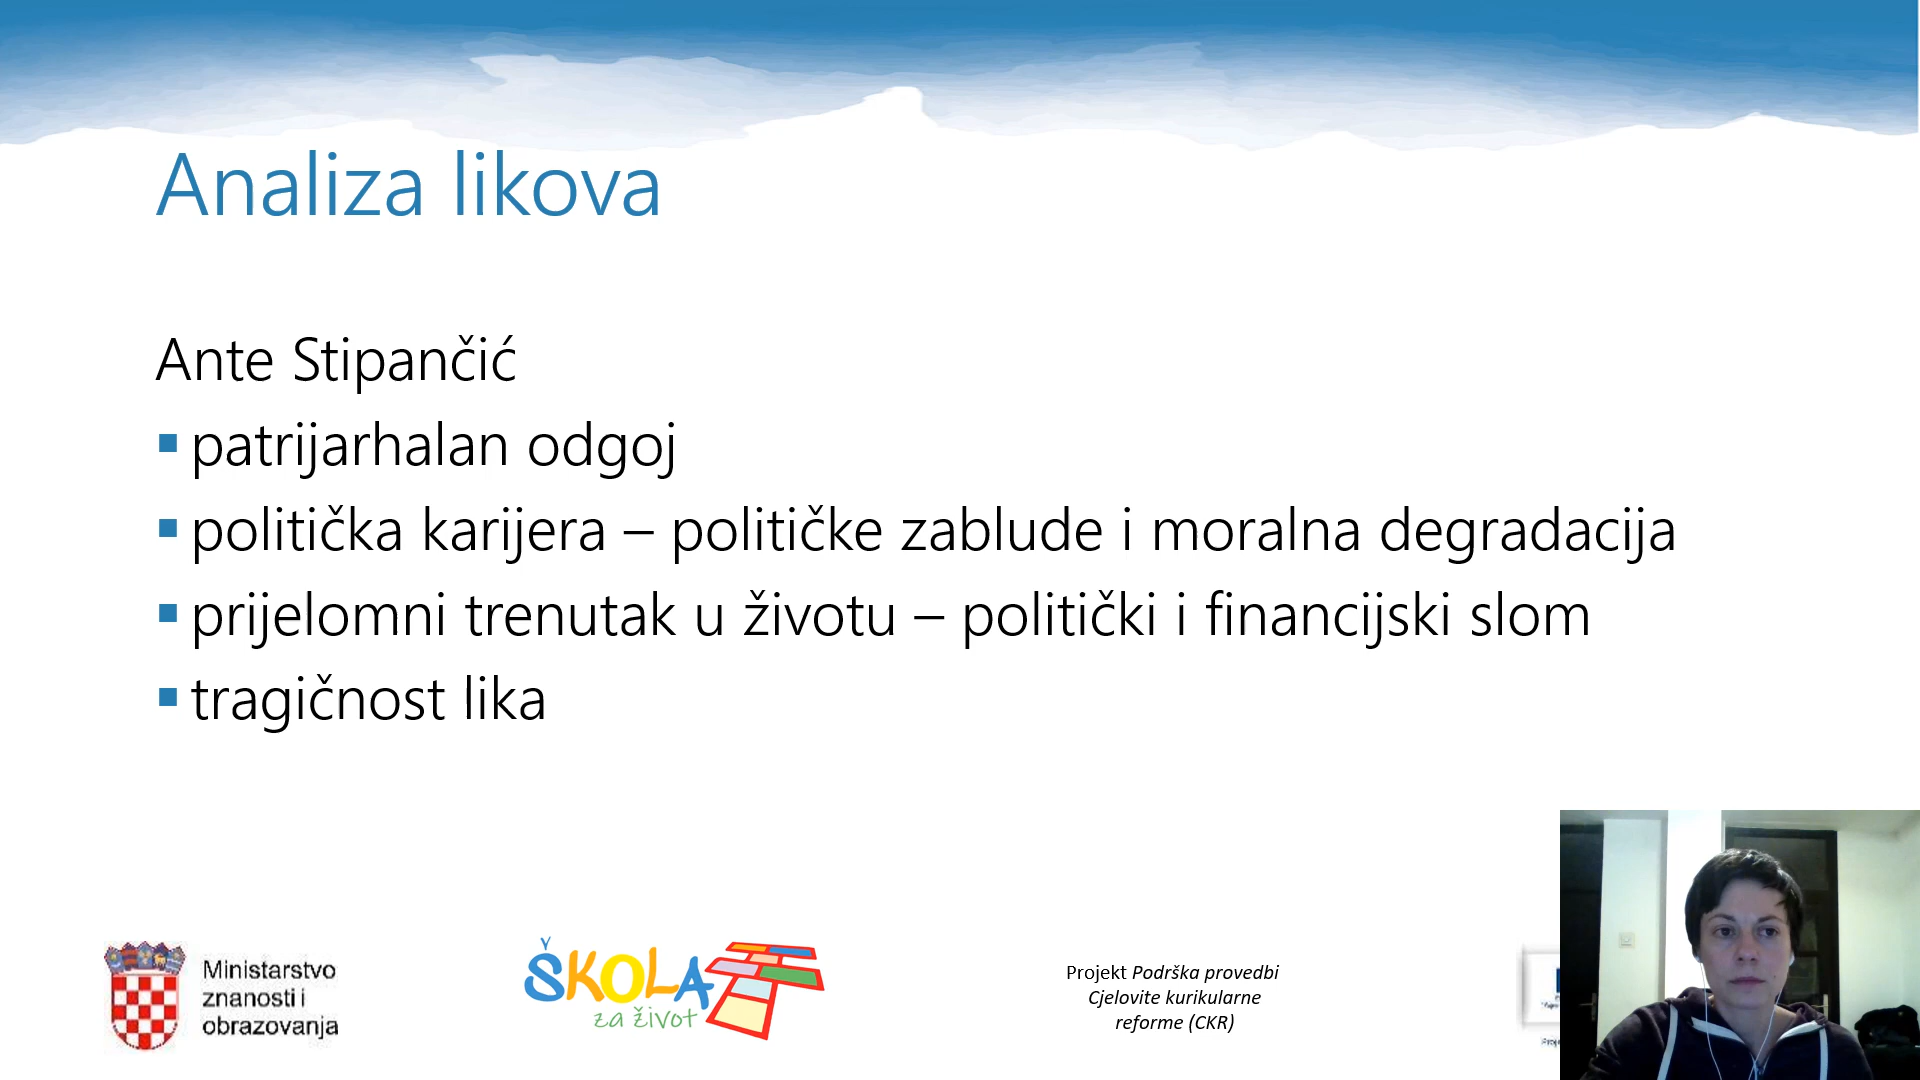 Analiza likova
Ante Stipančić
patrijarhalan odgoj
politička karijera – političke zablude i moralna degradacija
prijelomni trenutak u životu – politički i financijski slom
tragičnost lika
Ministarstvo
znanosti i
obrazovanja
ŠKOLA
za život
Projekt Podrška provedbi
Cjelovite kurikularne
reforme (CKR)